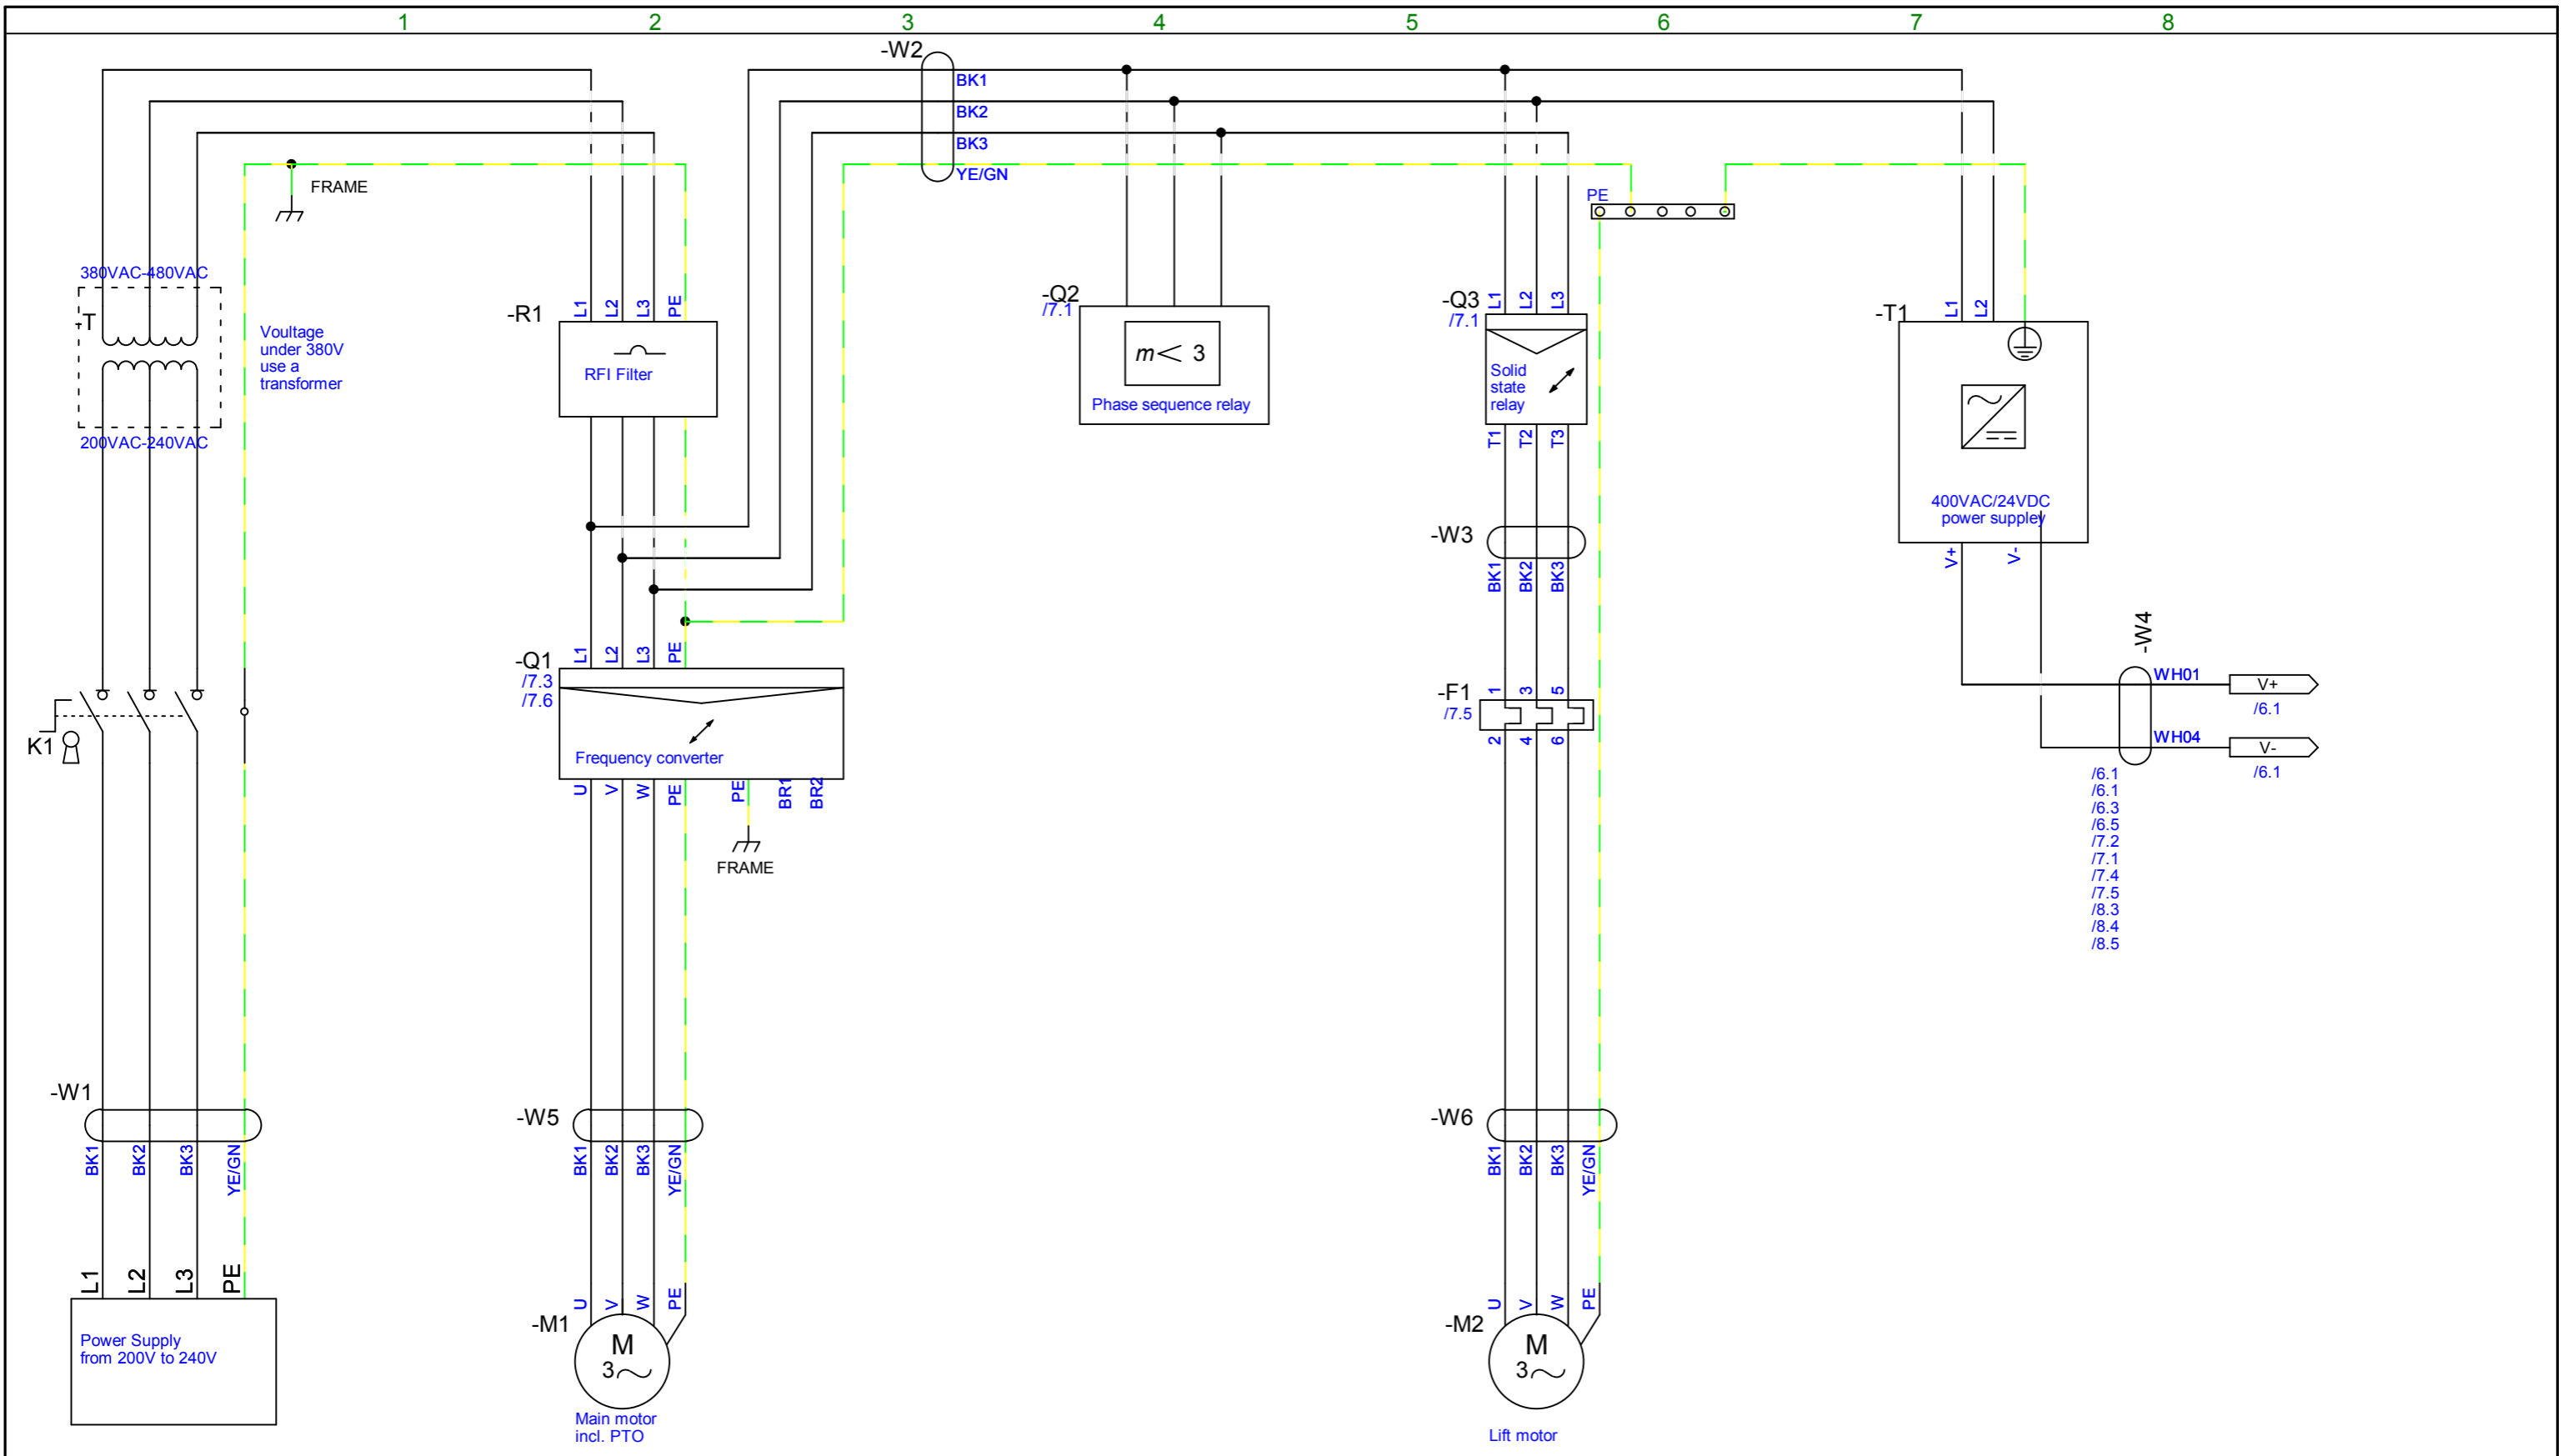 1 2 3 4 5 6 7 8
-W2
BK1
BK2
BK3
YE/GN
FRAME
PE
380VAC-480VAC
-T
200VAC-240VAC
Voultage
under 380V
use a
transformer
-R1
L1 L2 L3 PE
RFI Filter
-Q2
/7.1
m< 3
Phase sequence relay
-Q3
/7.1
L1 L2 L3
Solid
state
relay
T1 T2 T3
-T1
L1 L2
400VAC/24VDC
power suppley
V+ V-
-W3
BK1 BK2 BK3
-W4
WH01
V+
/6.1
WH04
V-
/6.1
/6.1
/6.1
/6.3
/6.5
/7.2
/7.1
/7.4
/7.5
/8.3
/8.4
/8.5
K1
-Q1
/7.3
/7.6
L1 L2 L3 PE
Frequency converter
U V W PE PE BR1 BR2
FRAME
-F1
/7.5
1 3 5
2 4 6
-W1
BK1 BK2 BK3 YE/GN
L1 L2 L3 PE
Power Supply
from 200V to 240V
-W5
BK1 BK2 BK3 YE/GN
U V W PE
-M1
M
3
Main motor
incl. PTO
-W6
BK1 BK2 BK3 YE/GN
U V W PE
-M2
M
3
Lift motor